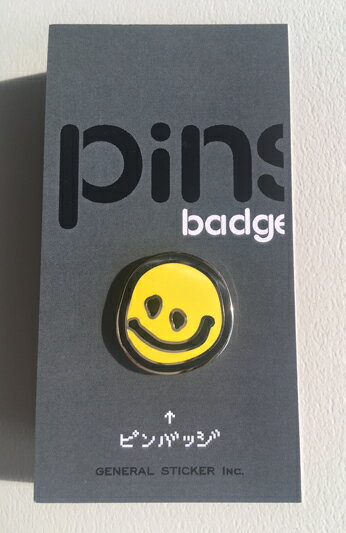 pins
badge
↑
ピンバッジ
GENERAL STICKER Inc.